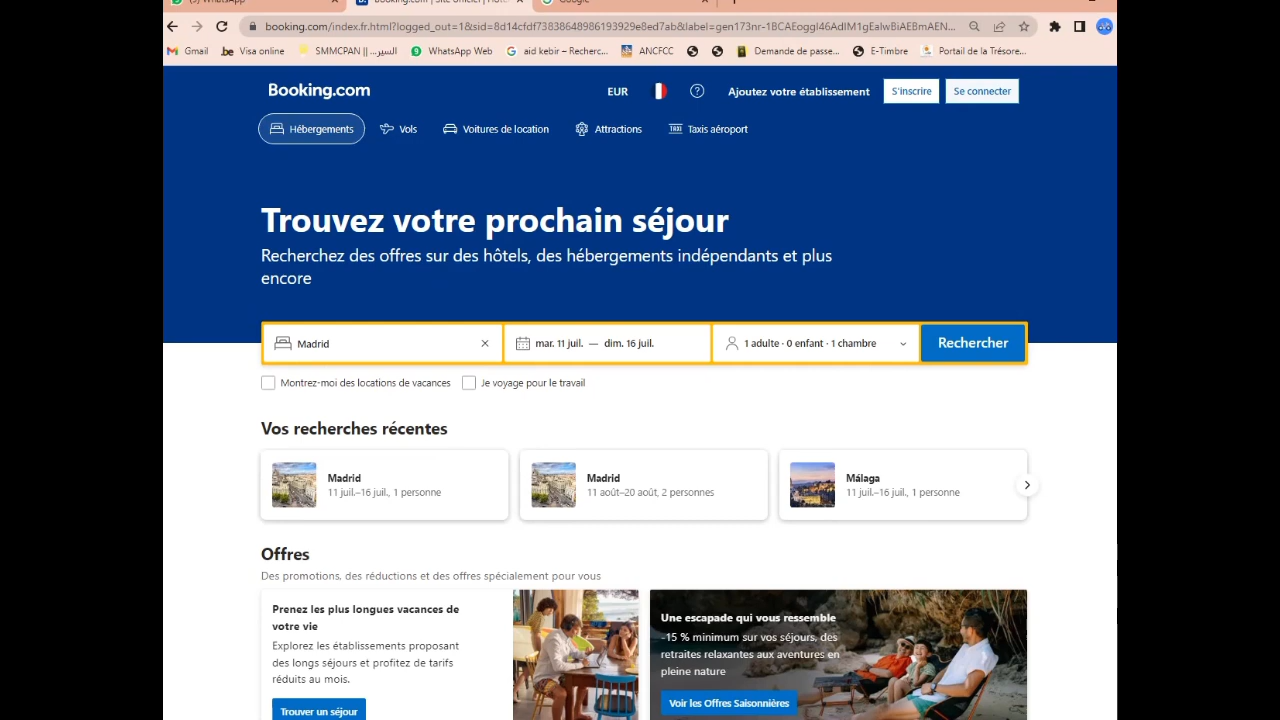 (5) WhatsApp
Booking.com | Site officiel | Hôtels
Google
booking.com/index.fr.html?logged_out=1&sid=8d14cfdf73838648986193929e8ed7ab&label=gen173nr-1BCAEoggI46AdIM1gEaIwBiAEBmAEN...
Gmail
Visa online
SMMCPAN || السير...
WhatsApp Web
aid kebir – Recherc...
ANCFCC
Demande de passe...
E-Timbre
Portail de la Trésore...
Booking.com
EUR
Ajoutez votre établissement
S'inscrire
Se connecter
Hébergements
Vols
Voitures de location
Attractions
TAXI
Taxis aéroport
Trouvez votre prochain séjour
Recherchez des offres sur des hôtels, des hébergements indépendants et plus
encore
Madrid
mar. 11 juil. — dim. 16 juil.
1 adulte · 0 enfant · 1 chambre
Rechercher
Montrez-moi des locations de vacances
Je voyage pour le travail
Vos recherches récentes
Madrid
11 juil.–16 juil., 1 personne
Madrid
11 août–20 août, 2 personnes
Málaga
11 juil.–16 juil., 1 personne
Offres
Des promotions, des réductions et des offres spécialement pour vous
Prenez les plus longues vacances de
votre vie
Explorez les établissements proposant
des longs séjours et profitez de tarifs
réduits au mois.
Trouver un séjour
Une escapade qui vous ressemble
-15 % minimum sur vos séjours, des
retraites relaxantes aux aventures en
pleine nature
Voir les Offres Saisonnières